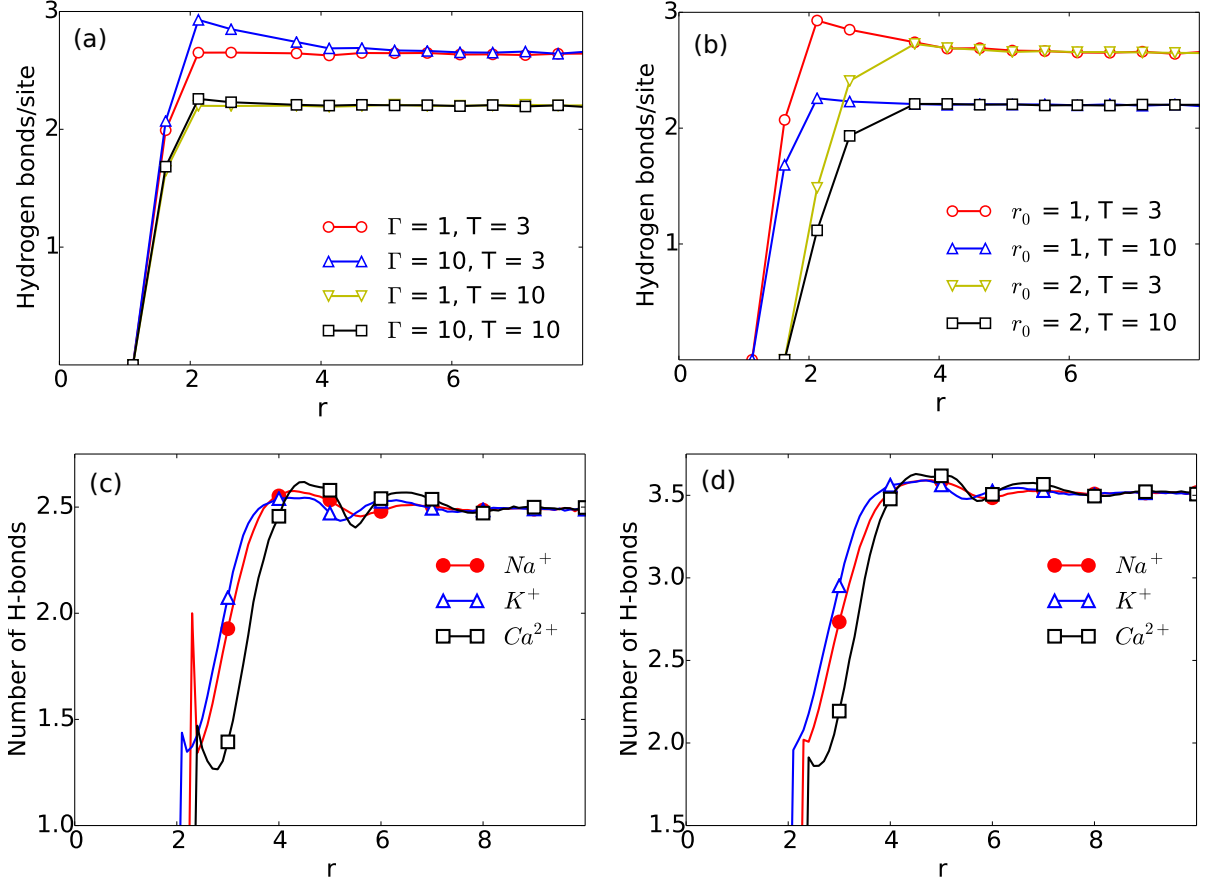 (a)
3
2
1
0
2
4
6
Hydrogen bonds/site
r
Γ = 1, T = 3
Γ = 10, T = 3
Γ = 1, T = 10
Γ = 10, T = 10
(b)
3
2
1
0
2
4
6
Hydrogen bonds/site
r
r₀ = 1, T = 3
r₀ = 1, T = 10
r₀ = 2, T = 3
r₀ = 2, T = 10
(c)
2.5
2.0
1.5
1.0
0
2
4
6
8
Number of H-bonds
r
Na⁺
K⁺
Ca²⁺
(d)
3.5
3.0
3.5
2.0
1.5
0
2
4
6
8
Number of H-bonds
r
Na⁺
K⁺
Ca²⁺